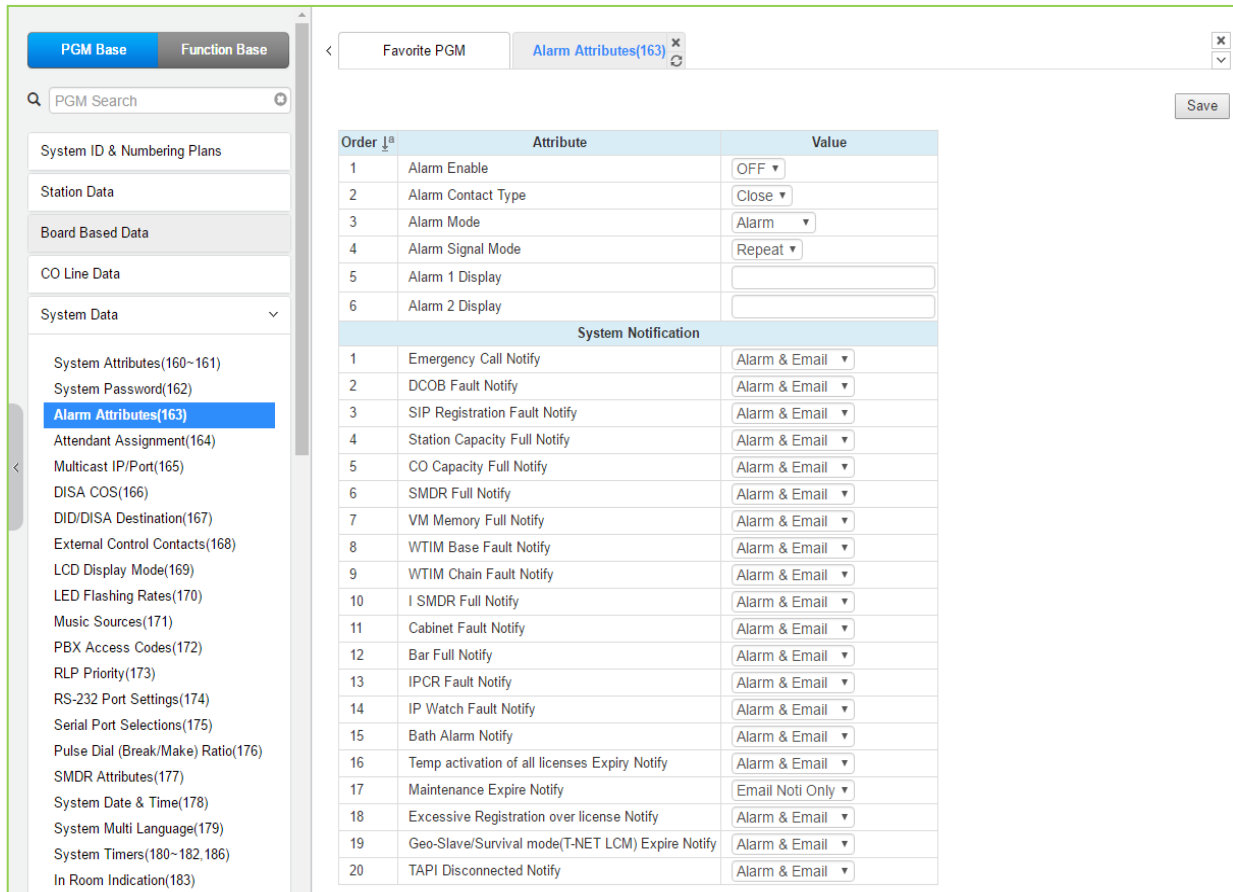 PGM Base Function Base
PGM Search
System ID & Numbering Plans
Station Data
Board Based Data
CO Line Data
System Data
System Attributes(160~161)
System Password(162)
Alarm Attributes(163)
Attendant Assignment(164)
Multicast IP/Port(165)
DISA COS(166)
DID/DISA Destination(167)
External Control Contacts(168)
LCD Display Mode(169)
LED Flashing Rates(170)
Music Sources(171)
PBX Access Codes(172)
RLP Priority(173)
RS-232 Port Settings(174)
Serial Port Selections(175)
Pulse Dial (Break/Make) Ratio(176)
SMDR Attributes(177)
System Date & Time(178)
System Multi Language(179)
System Timers(180~182,186)
In Room Indication(183)
Favorite PGM Alarm Attributes(163)
Save
Order Attribute Value
1 Alarm Enable OFF
2 Alarm Contact Type Close
3 Alarm Mode Alarm
4 Alarm Signal Mode Repeat
5 Alarm 1 Display
6 Alarm 2 Display
System Notification
1 Emergency Call Notify Alarm & Email
2 DCOB Fault Notify Alarm & Email
3 SIP Registration Fault Notify Alarm & Email
4 Station Capacity Full Notify Alarm & Email
5 CO Capacity Full Notify Alarm & Email
6 SMDR Full Notify Alarm & Email
7 VM Memory Full Notify Alarm & Email
8 WTIM Base Fault Notify Alarm & Email
9 WTIM Chain Fault Notify Alarm & Email
10 I SMDR Full Notify Alarm & Email
11 Cabinet Fault Notify Alarm & Email
12 Bar Full Notify Alarm & Email
13 IPCR Fault Notify Alarm & Email
14 IP Watch Fault Notify Alarm & Email
15 Bath Alarm Notify Alarm & Email
16 Temp activation of all licenses Expiry Notify Alarm & Email
17 Maintenance Expire Notify Email Noti Only
18 Excessive Registration over license Notify Alarm & Email
19 Geo-Slave/Survival mode(T-NET LCM) Expire Notify Alarm & Email
20 TAPI Disconnected Notify Alarm & Email